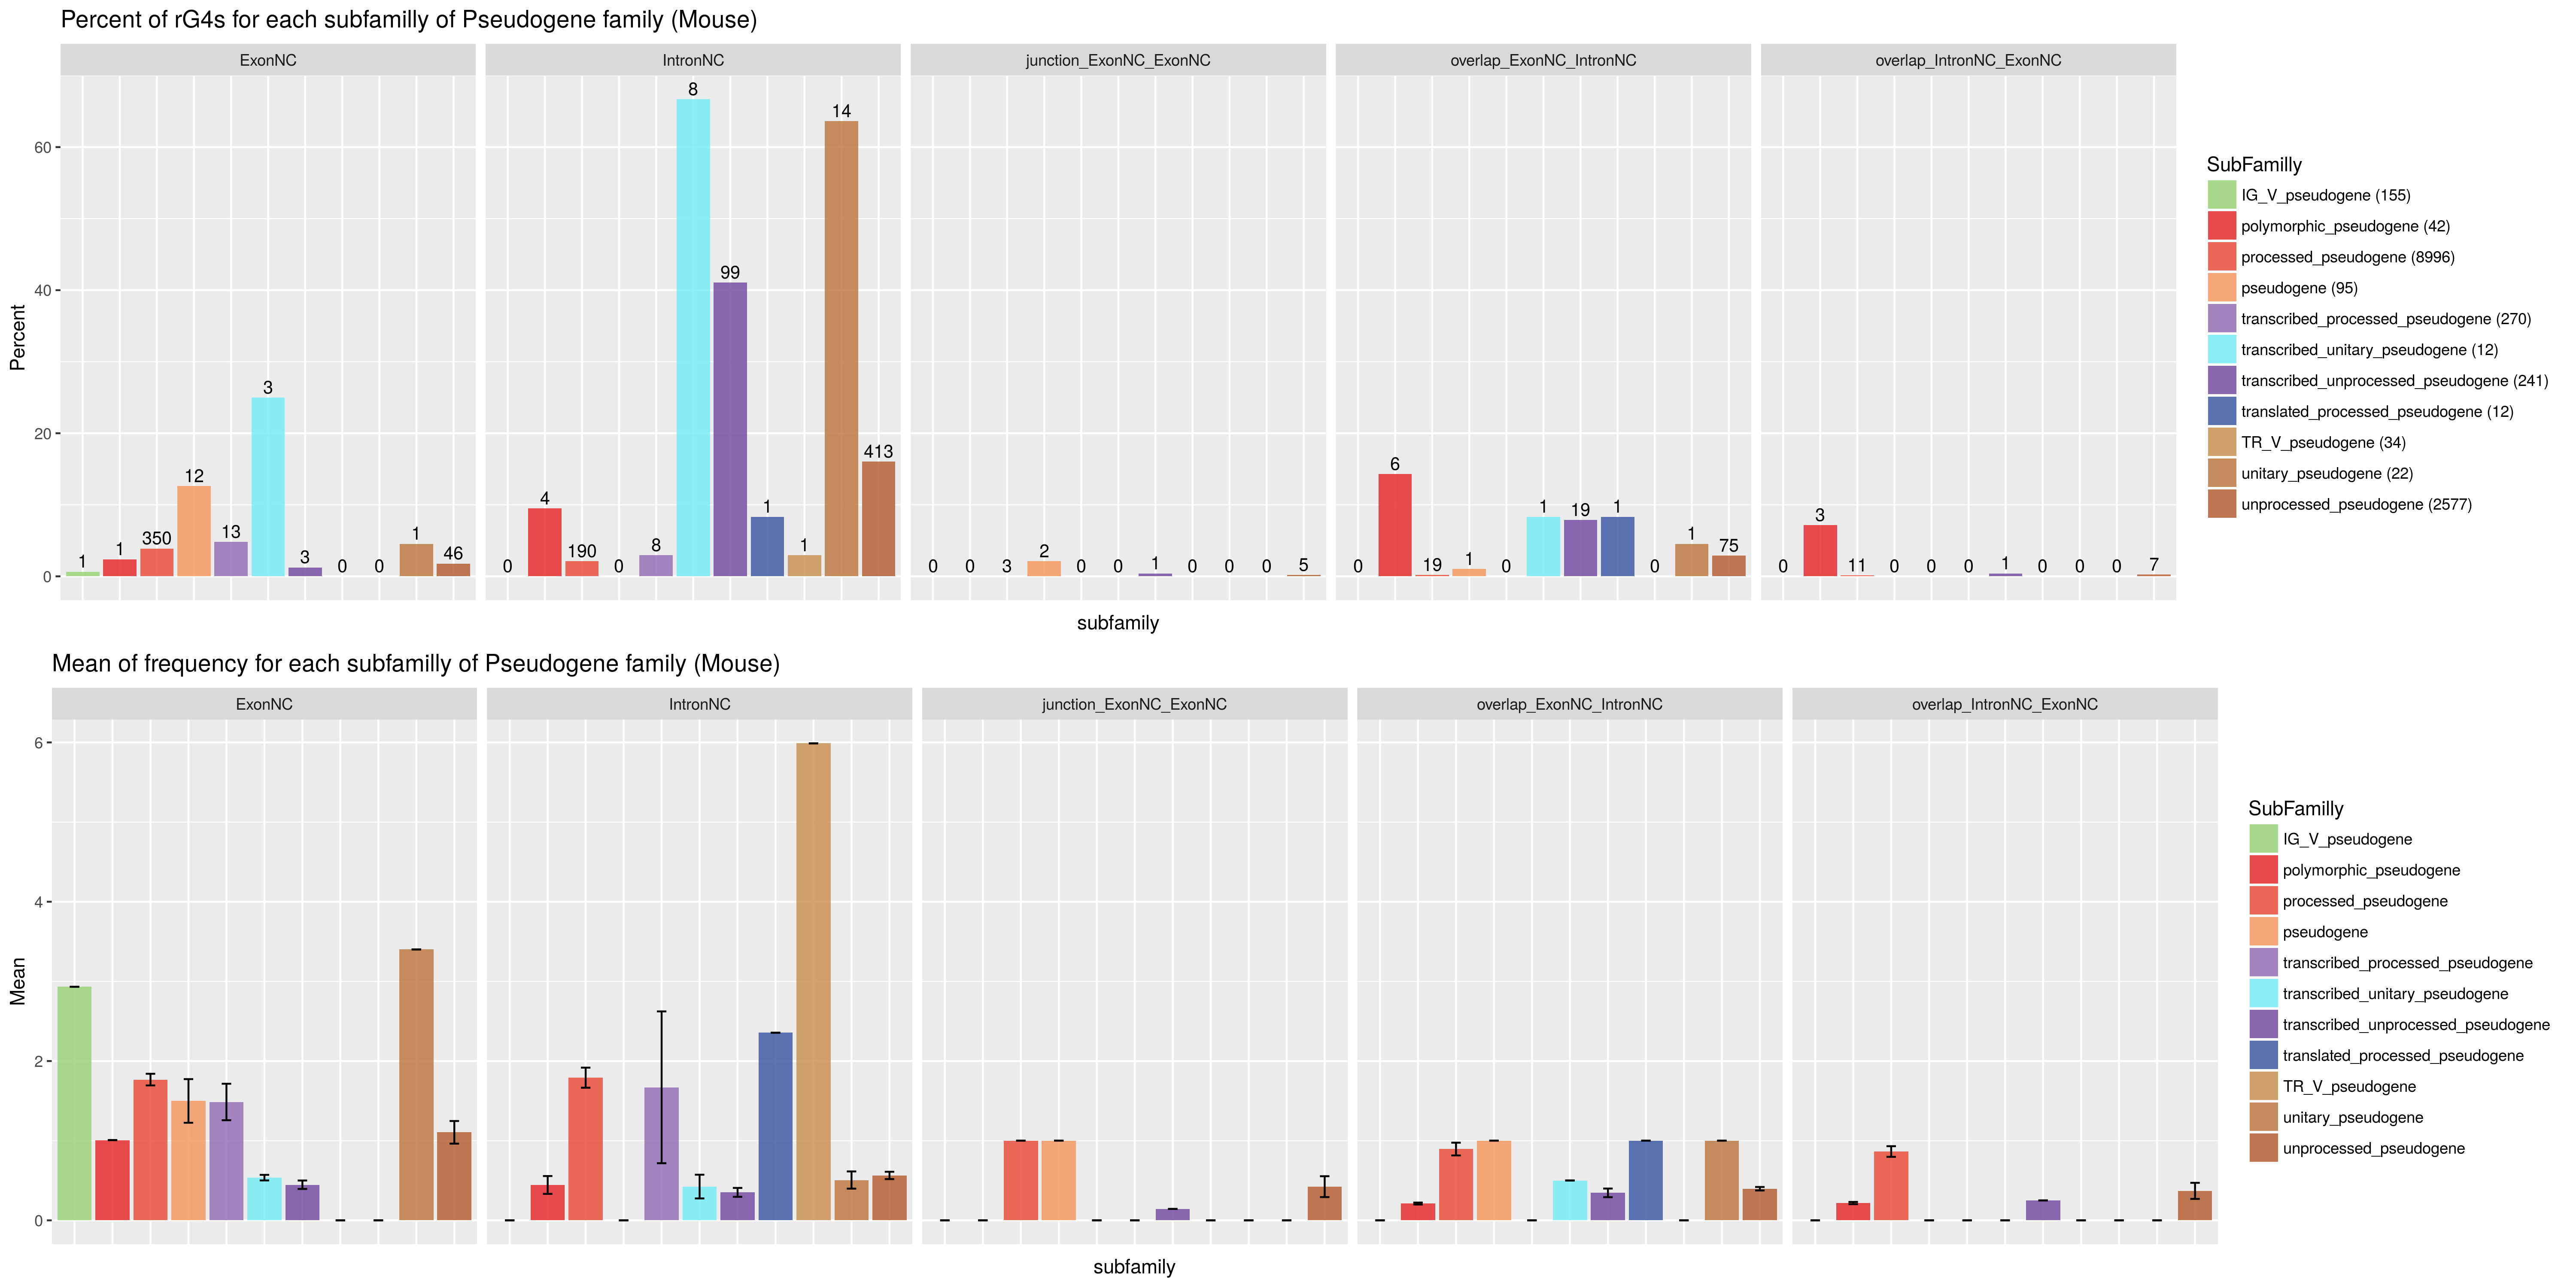 Percent of rG4s for each subfamilly of Pseudogene family (Mouse)
ExonNC IntronNC junction_ExonNC_ExonNC overlap_ExonNC_IntronNC overlap_IntronNC_ExonNC
Percent
60
40
20
0
1 1 350 12 13 3 3 0 0 1 46
0 4 190 0 8 8 99 1 1 14 413
0 0 3 2 0 0 1 0 0 0 5
0 6 19 1 0 1 19 1 0 1 75
0 3 11 0 0 0 1 0 0 0 7
subfamily
SubFamilly
IG_V_pseudogene (155)
polymorphic_pseudogene (42)
processed_pseudogene (8996)
pseudogene (95)
transcribed_processed_pseudogene (270)
transcribed_unitary_pseudogene (12)
transcribed_unprocessed_pseudogene (241)
translated_processed_pseudogene (12)
TR_V_pseudogene (34)
unitary_pseudogene (22)
unprocessed_pseudogene (2577)
Mean of frequency for each subfamilly of Pseudogene family (Mouse)
ExonNC IntronNC junction_ExonNC_ExonNC overlap_ExonNC_IntronNC overlap_IntronNC_ExonNC
Mean
6
4
2
0
subfamily
SubFamilly
IG_V_pseudogene
polymorphic_pseudogene
processed_pseudogene
pseudogene
transcribed_processed_pseudogene
transcribed_unitary_pseudogene
transcribed_unprocessed_pseudogene
translated_processed_pseudogene
TR_V_pseudogene
unitary_pseudogene
unprocessed_pseudogene